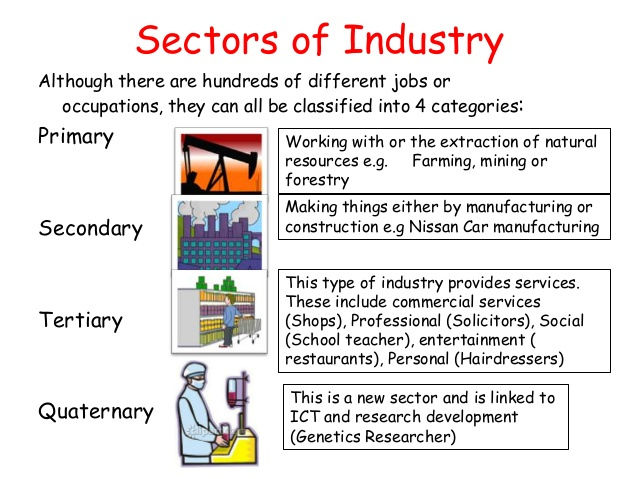 Sectors of Industry
Although there are hundreds of different jobs or
occupations, they can all be classified into 4 categories:
Primary
Working with or the extraction of natural
resources e.g. Farming, mining or
forestry
Secondary
Making things either by manufacturing or
construction e.g Nissan Car manufacturing
Tertiary
This type of industry provides services.
These include commercial services
(Shops), Professional (Solicitors), Social
(School teacher), entertainment (
restaurants), Personal (Hairdressers)
Quaternary
This is a new sector and is linked to
ICT and research development
(Genetics Researcher)